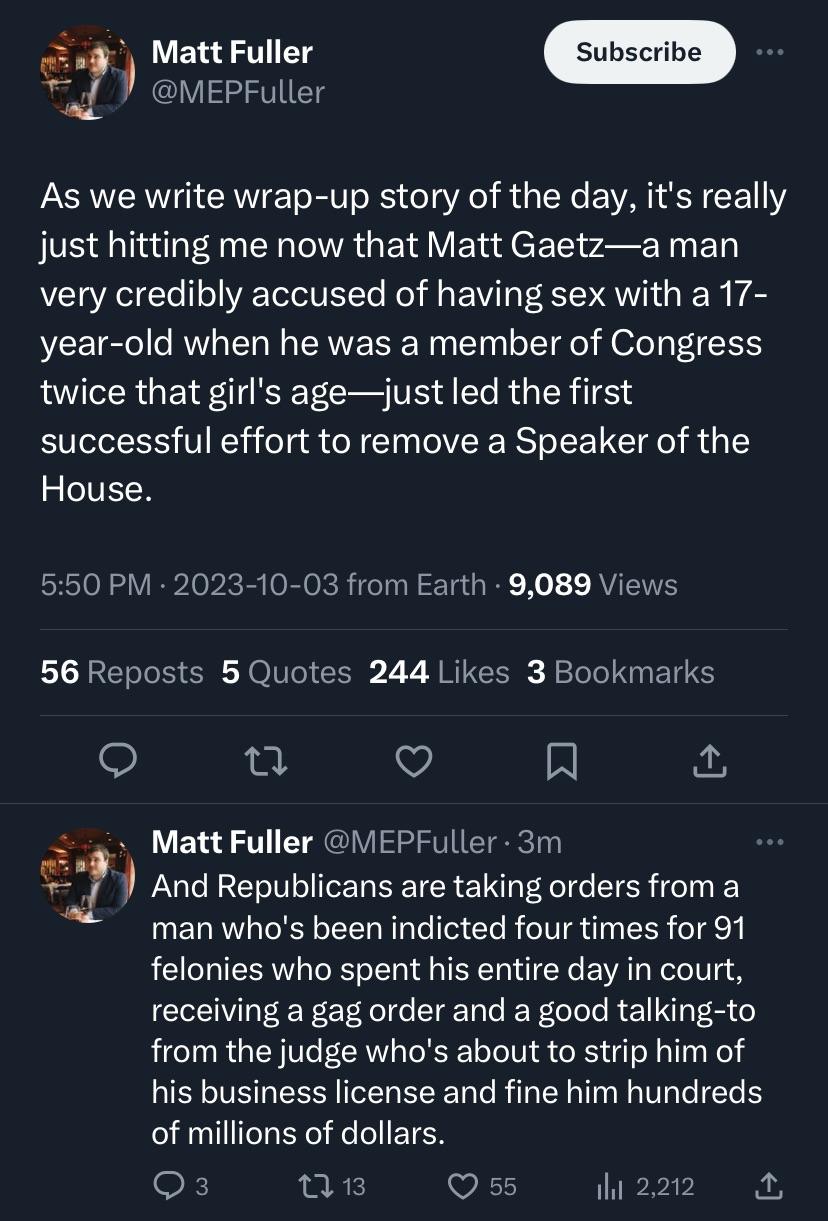 Matt Fuller
@MEPFuller
Subscribe
As we write wrap-up story of the day, it's really
just hitting me now that Matt Gaetz—a man
very credibly accused of having sex with a 17-
year-old when he was a member of Congress
twice that girl's age—just led the first
successful effort to remove a Speaker of the
House.
5:50 PM · 2023-10-03 from Earth · 9,089 Views
56 Reposts 5 Quotes 244 Likes 3 Bookmarks
Matt Fuller @MEPFuller · 3m
And Republicans are taking orders from a
man who's been indicted four times for 91
felonies who spent his entire day in court,
receiving a gag order and a good talking-to
from the judge who's about to strip him of
his business license and fine him hundreds
of millions of dollars.
3 13 55 2,212